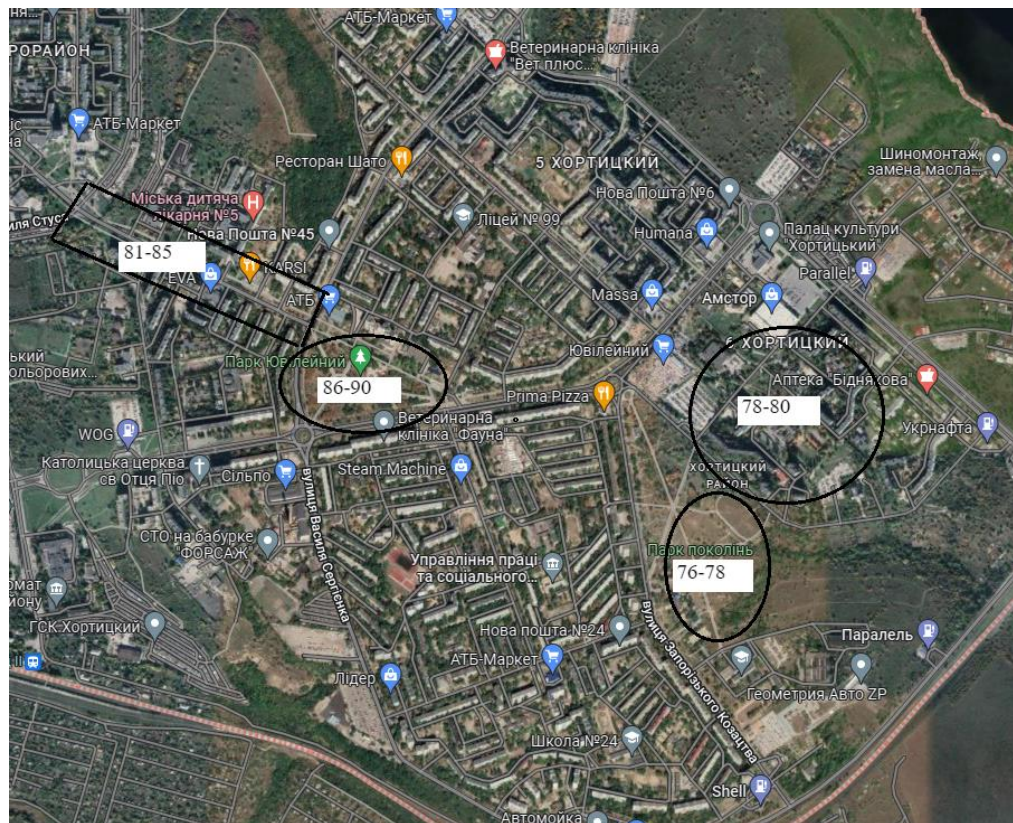 АТБ-Маркет
РОРАЙОН
Ветеринарна клініка
"Вет плюс..."
АТБ-Маркет
Ресторан Шато
5 ХОРТИЦКИЙ
Шиномонтаж,
замена масла...
Міська дитяча
лікарня №5
Нова Пошта №6
Ліцей № 99
Нова Пошта №45
Humana
Палац культури
"Хортицький"
81-85
KARSI
EVA
Parallel
АТБ
Massa
Амстор
6 ХОРТИЦКИЙ
Ювілейний
Парк Ювілейний
86-90
Аптека "Біднякова"
Prima Pizza
78-80
Ветеринарна
клініка "Фауна"
Укрнафта
WOG
Католицька церква
св Отця Піо
Сільпо
Steam Machine
ХОРТИЦКИЙ
РАЙОН
вулиця Василя Сергієнка
СТО на бабурке
"ФОРСАЖ"
Парк поколінь
76-78
Управління праці
та соціального...
ГСК.Хортицкий
Нова пошта №24
вулиця Запорізького Козацтва
Паралель
АТБ-Маркет
Лідер
Геометрия Авто ZP
Школа №24
Shell
Автомойка